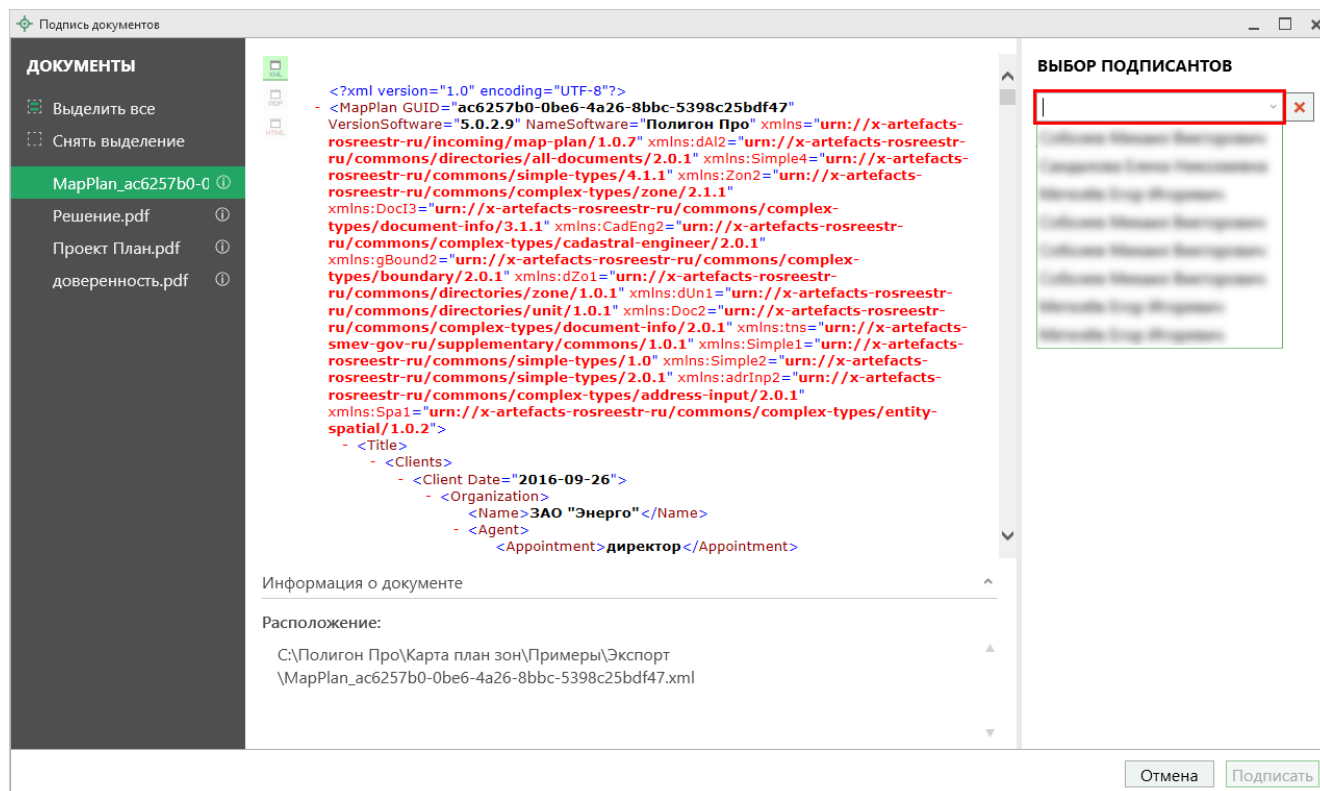 Подпись документов
ДОКУМЕНТЫ
Выделить все
Снять выделение
MapPlan_ac6257b0-0
Решение.pdf
Проект План.pdf
доверенность.pdf
XML
PDF
HTML
<?xml version="1.0" encoding="UTF-8"?>
- <MapPlan GUID="ac6257b0-0be6-4a26-8bbc-5398c25bdf47"
VersionSoftware="5.0.2.9" NameSoftware="Полигон Про" xmlns="urn://x-artefacts-
rosreestr-ru/incoming/map-plan/1.0.7" xmlns:dAl2="urn://x-artefacts-rosreestr-
ru/commons/directories/all-documents/2.0.1" xmlns:Simple4="urn://x-artefacts-
rosreestr-ru/commons/simple-types/4.1.1" xmlns:Zon2="urn://x-artefacts-
rosreestr-ru/commons/complex-types/zone/2.1.1"
xmlns:DocI3="urn://x-artefacts-rosreestr-ru/commons/complex-
types/document-info/3.1.1" xmlns:CadEng2="urn://x-artefacts-rosreestr-
ru/commons/complex-types/cadastral-engineer/2.0.1"
xmlns:gBound2="urn://x-artefacts-rosreestr-ru/commons/complex-
types/boundary/2.0.1" xmlns:dZo1="urn://x-artefacts-rosreestr-
ru/commons/directories/zone/1.0.1" xmlns:dUn1="urn://x-artefacts-rosreestr-
ru/commons/directories/unit/1.0.1" xmlns:Doc2="urn://x-artefacts-rosreestr-
ru/commons/complex-types/document-info/2.0.1" xmlns:tns="urn://x-artefacts-
smev-gov-ru/supplementary/commons/1.0.1" xmlns:Simple1="urn://x-artefacts-
rosreestr-ru/commons/simple-types/1.0" xmlns:Simple2="urn://x-artefacts-
rosreestr-ru/commons/simple-types/2.0.1" xmlns:adrInp2="urn://x-artefacts-
rosreestr-ru/commons/complex-types/address-input/2.0.1"
xmlns:Spa1="urn://x-artefacts-rosreestr-ru/commons/complex-types/entity-
spatial/1.0.2">
- <Title>
- <Clients>
- <Client Date="2016-09-26">
- <Organization>
<Name>ЗАО "Энерго"</Name>
- <Agent>
<Appointment>директор</Appointment>
Информация о документе
Расположение:
C:\Полигон Про\Карта план зон\Примеры\Экспорт
\MapPlan_ac6257b0-0be6-4a26-8bbc-5398c25bdf47.xml
ВЫБОР ПОДПИСАНТОВ
Отмена
Подписать